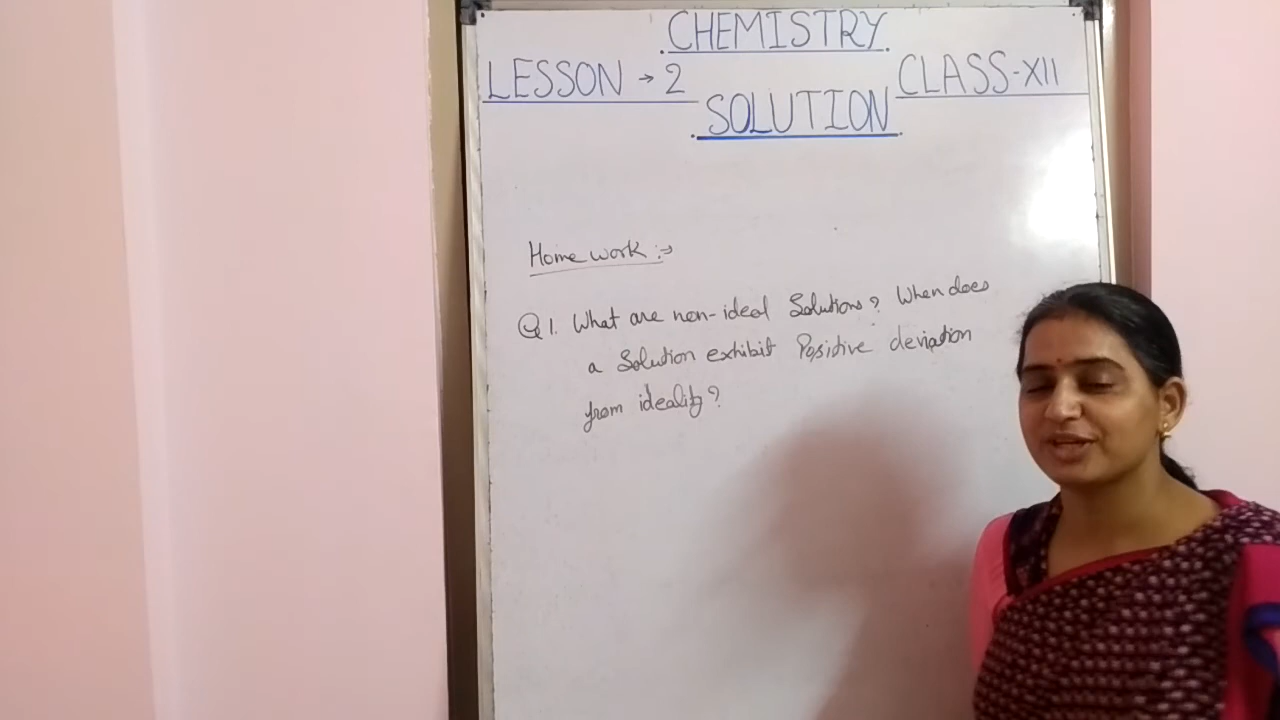 CHEMISTRY
LESSON → 2
CLASS-XII
SOLUTION
Home work :→
Q1. What are non-ideal Solutions? When does
a Solution exhibit Positive deviation
from ideality?